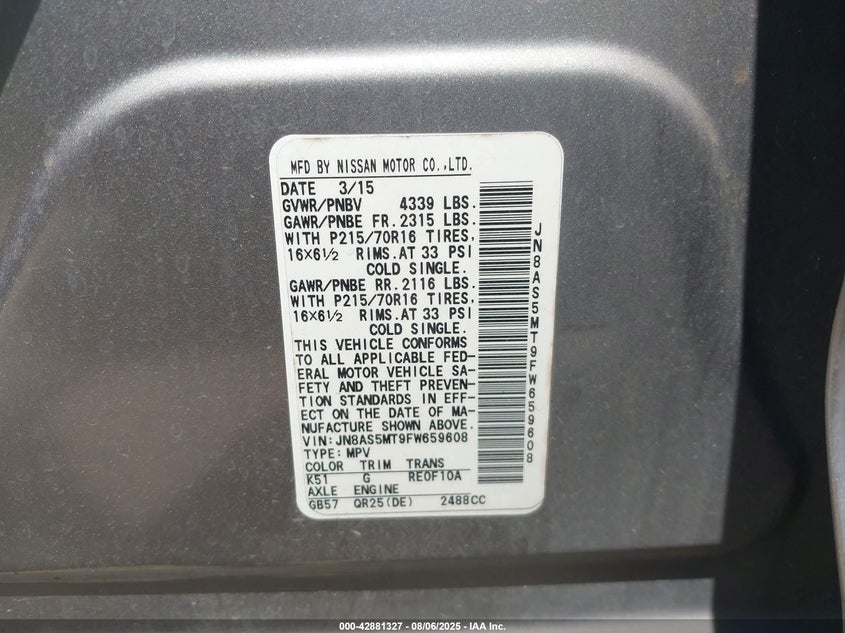 MFD BY NISSAN MOTOR CO.,LTD.
DATE 3/15
GVWR/PNBV 4339 LBS.
GAWR/PNBE FR. 2315 LBS.
WITH P215/70R16 TIRES,
16×6½ RIMS. AT 33 PSI
COLD SINGLE.
GAWR/PNBE RR. 2116 LBS.
WITH P215/70R16 TIRES,
16×6½ RIMS. AT 33 PSI
COLD SINGLE.
THIS VEHICLE CONFORMS
TO ALL APPLICABLE FED-
ERAL MOTOR VEHICLE SA-
FETY AND THEFT PREVEN-
TION STANDARDS IN EFF-
ECT ON THE DATE OF MA-
NUFACTURE SHOWN ABOVE.
VIN: JN8AS5MT9FW659608
TYPE: MPV
COLOR TRIM TRANS
K51 G RE0F10A
AXLE ENGINE
GB57 QR25(DE) 2488CC
JN8AS5MT9FW659608
000-42881327 - 08/06/2025 - IAA Inc.